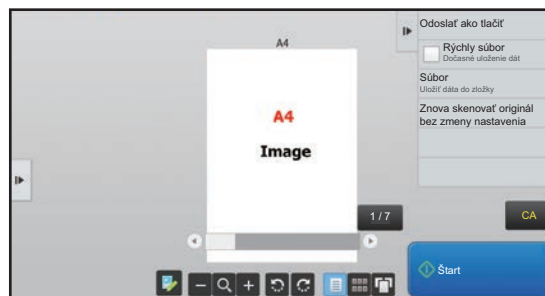 A4
A4
Image
1 / 7
Odoslať ako tlačiť
Rýchly súbor
Dočasné uloženie dát
Súbor
Uložiť dáta do zložky
Znova skenovať originál
bez zmeny nastavenia
CA
Štart